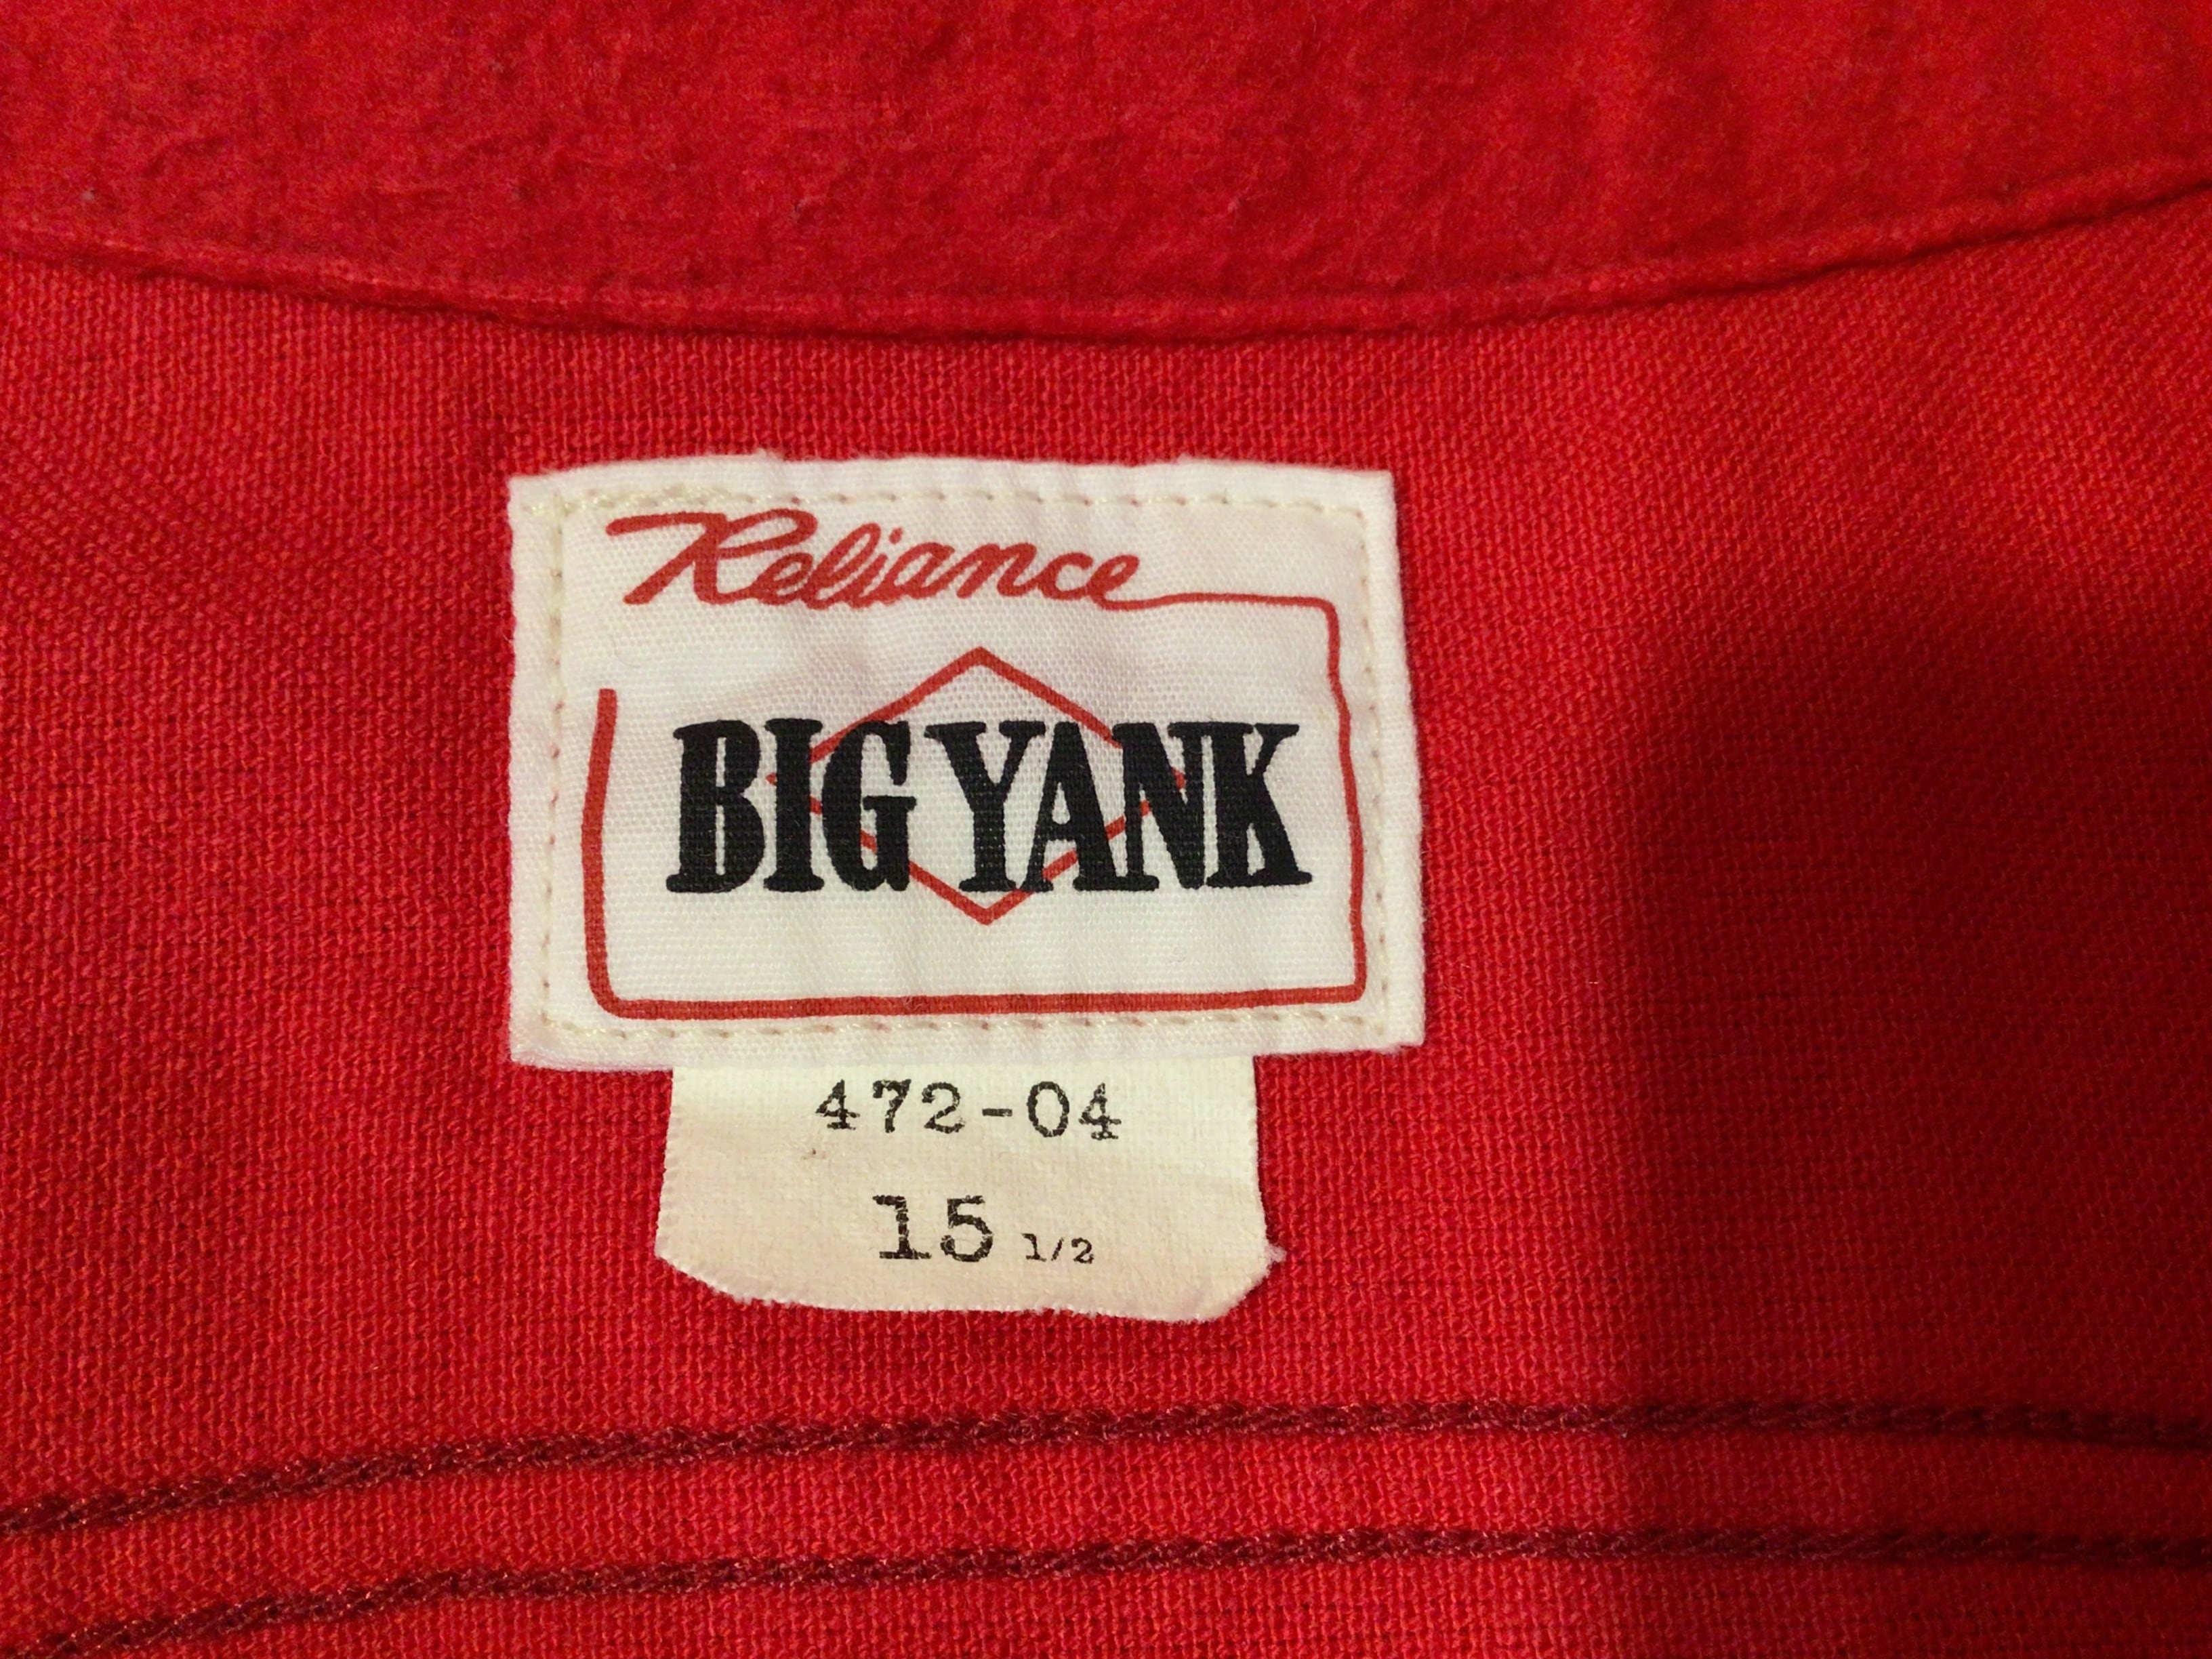 Reliance
BIG YANK
472-04
15 1/2